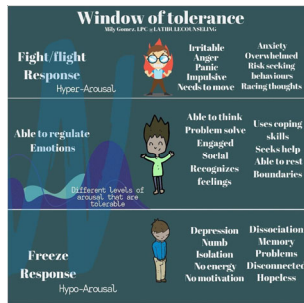 Window of tolerance
Mily Gomez, LPC @LATIBULECOUNSELING
Fight/flight
Response
Hyper-Arousal
Irritable
Anger
Panic
Impulsive
Needs to move
Anxiety
Overwhelmed
Risk seeking
behaviours
Racing thoughts
Able to regulate
Emotions
Different levels of
arousal that are
tolerable
Able to think
Problem solve
Engaged
Social
Recognizes
feelings
Uses coping
skills
Seeks help
Able to rest
Boundaries
Freeze
Response
Hypo-Arousal
Depression
Numb
Isolation
No energy
No motivation
Dissociation
Memory
Problems
Disconnected
Hopeless